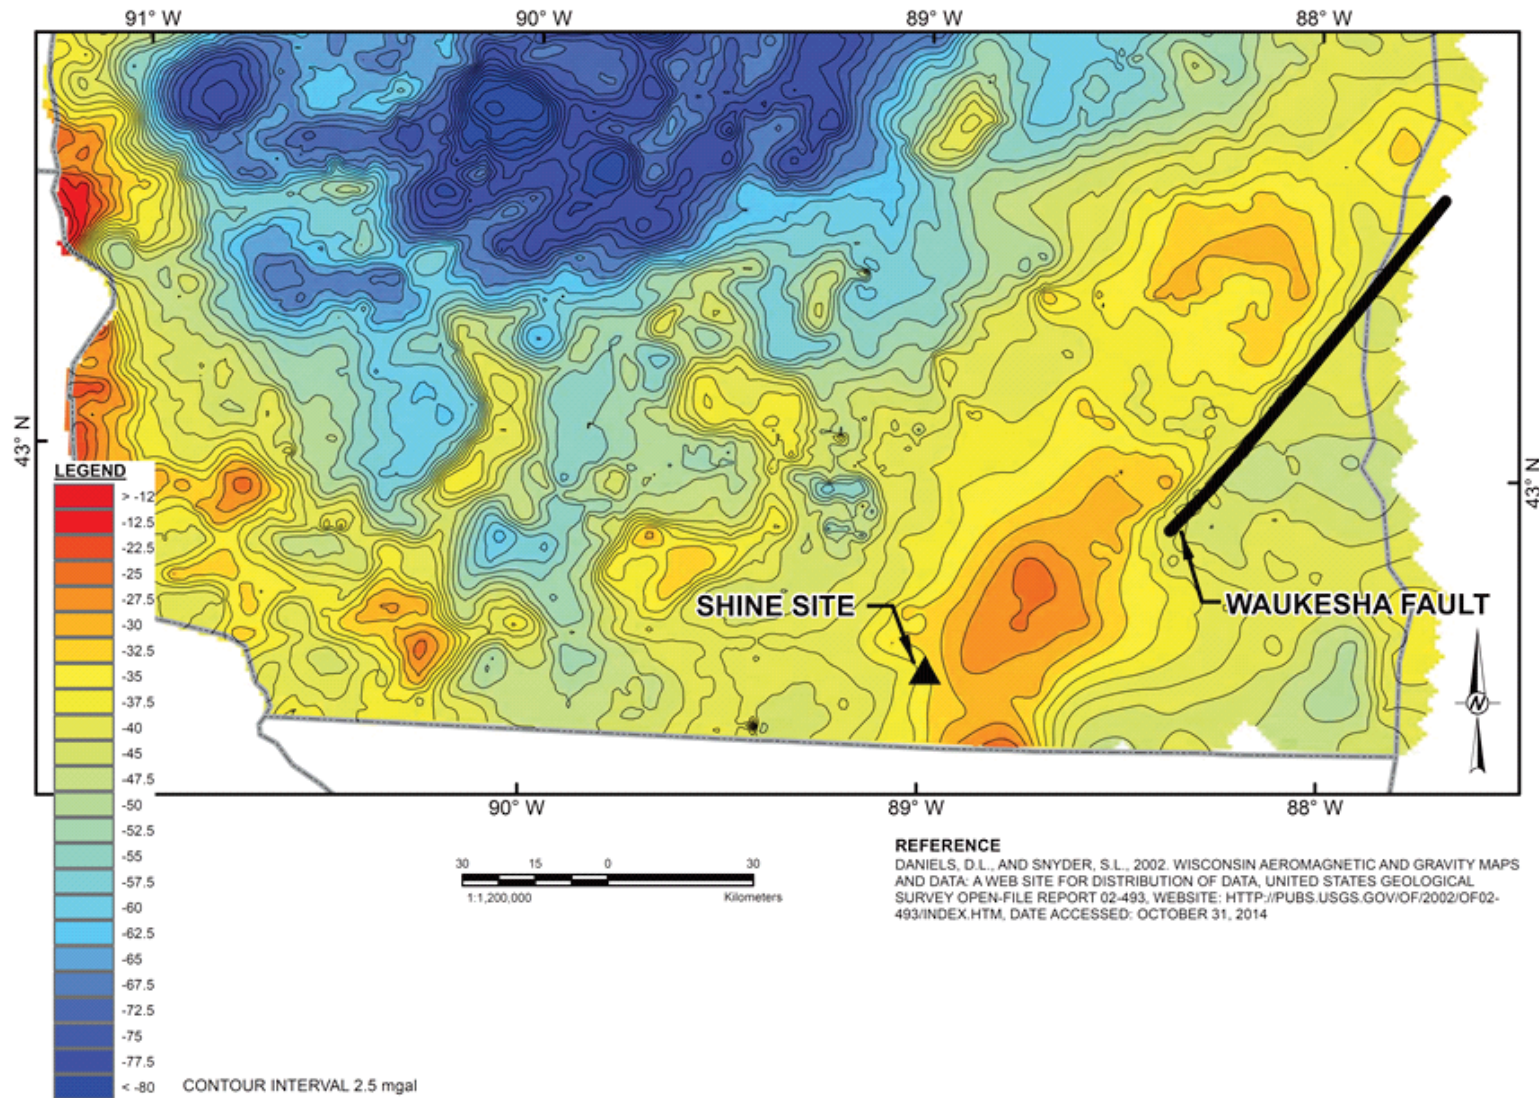 91° W 90° W 89° W 88° W
43° N
43° N
LEGEND
> -12
-12.5
-22.5
-25
-27.5
-30
-32.5
-35
-37.5
-40
-45
-47.5
-50
-52.5
-55
-57.5
-60
-62.5
-65
-67.5
-72.5
-75
-77.5
< -80
SHINE SITE
WAUKESHA FAULT
N
90° W 89° W 88° W
30 15 0 30
1:1,200,000 Kilometers
REFERENCE
DANIELS, D.L., AND SNYDER, S.L., 2002. WISCONSIN AEROMAGNETIC AND GRAVITY MAPS
AND DATA: A WEB SITE FOR DISTRIBUTION OF DATA, UNITED STATES GEOLOGICAL
SURVEY OPEN-FILE REPORT 02-493, WEBSITE: HTTP://PUBS.USGS.GOV/OF/2002/OF02-
493/INDEX.HTM, DATE ACCESSED: OCTOBER 31, 2014
CONTOUR INTERVAL 2.5 mgal